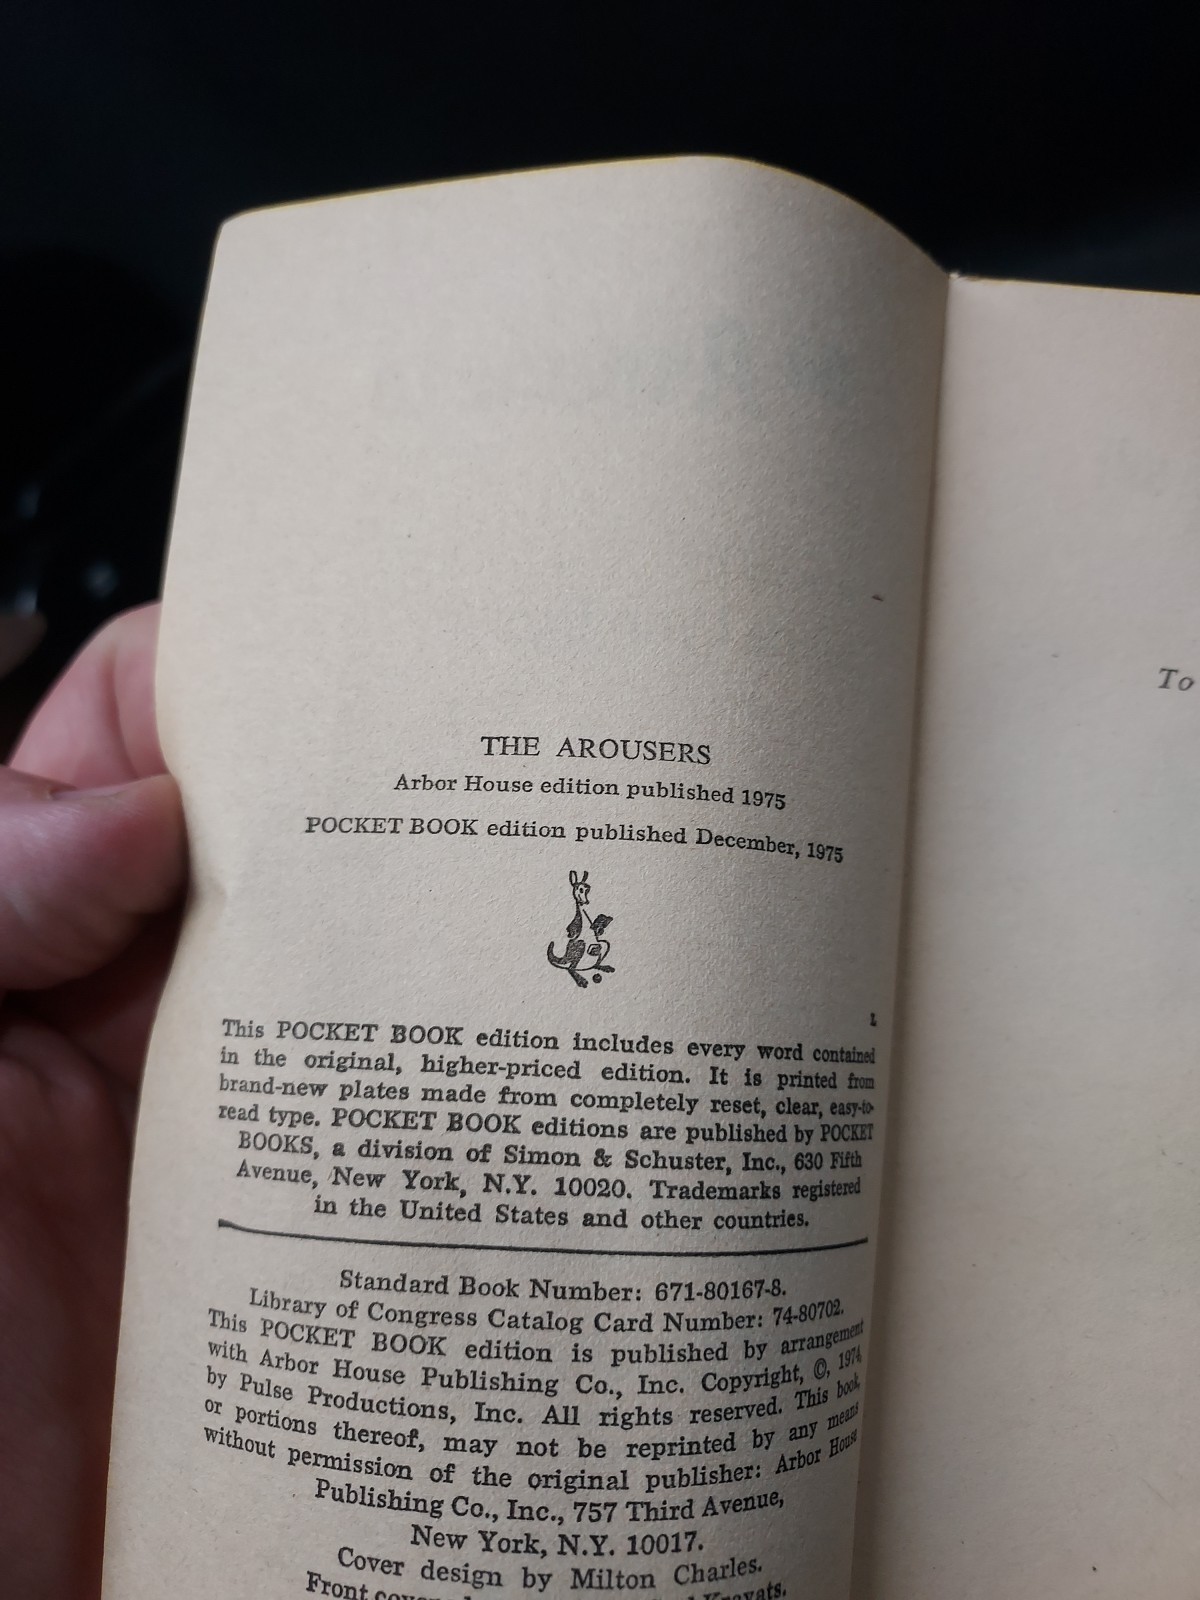 THE AROUSERS
Arbor House edition published 1975
POCKET BOOK edition published December, 1975
L
This POCKET BOOK edition includes every word contained
in the original, higher-priced edition. It is printed from
brand-new plates made from completely reset, clear, easy-to-
read type. POCKET BOOK editions are published by POCKET
BOOKS, a division of Simon & Schuster, Inc., 630 Fifth
Avenue, New York, N.Y. 10020. Trademarks registered
in the United States and other countries.
Standard Book Number: 671-80167-8.
Library of Congress Catalog Card Number: 74-80702.
This POCKET BOOK edition is published by arrangement
with Arbor House Publishing Co., Inc. Copyright, ©, 1974,
by Pulse Productions, Inc. All rights reserved. This book,
or portions thereof, may not be reprinted by any means
without permission of the original publisher: Arbor House
Publishing Co., Inc., 757 Third Avenue,
New York, N.Y. 10017.
Cover design by Milton Charles.
Front
To